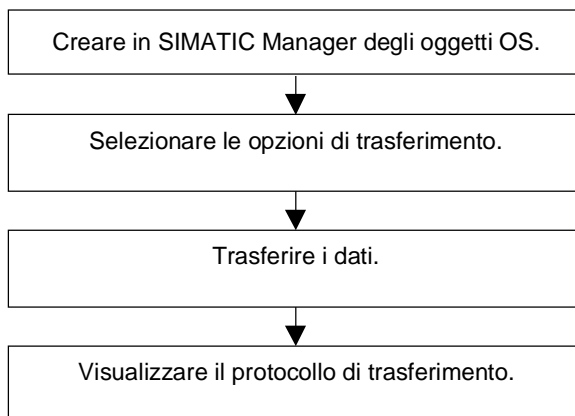 Creare in SIMATIC Manager degli oggetti OS.
Selezionare le opzioni di trasferimento.
Trasferire i dati.
Visualizzare il protocollo di trasferimento.